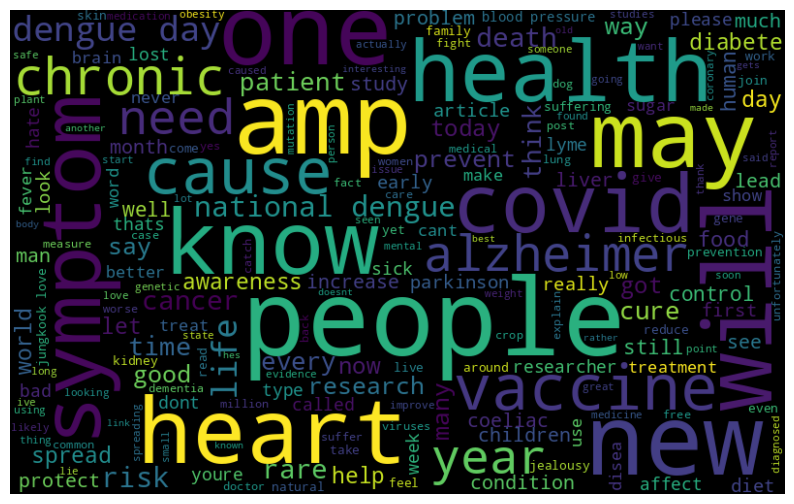 skin medication obesity
dengue day
one
problem blood pressure studies
please much
safe
brain lost
actually
family
fight
someone
want
old
death
way
diabete
chronic
patient
caused
interesting
study
health
coronary
human
work
gets
join
dog
going
made
day
plant
never
hate
another
need
amp
article
today
mutation
post
suffering
found
sugar
may
month
come
yes
think
lyme
medical
lung
report
said
find
start
cause
person
women
issue
prevent
make
liver
give
thank
lead
fever
look
word
well
early
fact
care
symptom
national dengue
covid
show
gene
body
lot
thats
case
say
know
seen
yet
cant
mental
alzheimer
food
infectious
prevention
will
man
measure
better
catch
sick
best
genetic
awareness
increase
parkinson
really
low
got
control
soon
unfortunately
jungkook love
love
worse
cancer
doesnt
weight
cure
first
world
let
treat
state
life
back
people
crop
explain
rather
reduce
see
time
kidney
hes
every
now
live
still
point
long
read
around
researcher
treatment
bad
good
dementia
evidence
type
research
many
called
vaccine
great
ive
using
looking
dont
million
improve
coeliac
medicine
free
even
likely
link
thing
common
spreading
small
heart
suffer
take
viruses
week
children
use
new
diagnosed
spread
known
year
jealousy
disea
protect
lie
risk
youre
rare
help
feel
condition
affect
diet
doctor natural